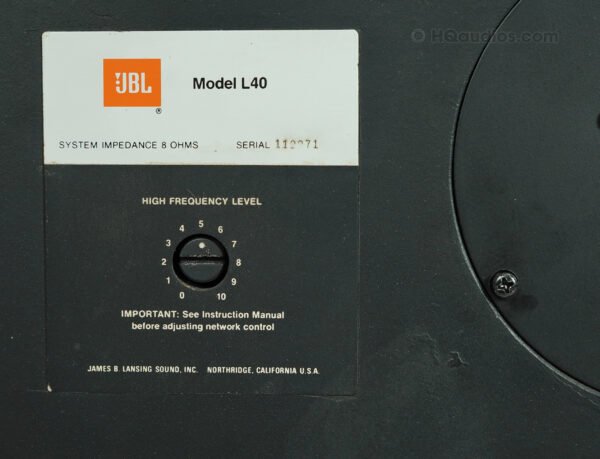 © HQaudios.com
JBL
®
Model L40
SYSTEM IMPEDANCE 8 OHMS SERIAL
HIGH FREQUENCY LEVEL
0 1 2 3 4 5 6 7 8 9 10
IMPORTANT: See Instruction Manual
before adjusting network control
JAMES B. LANSING SOUND, INC. NORTHRIDGE, CALIFORNIA U.S.A.